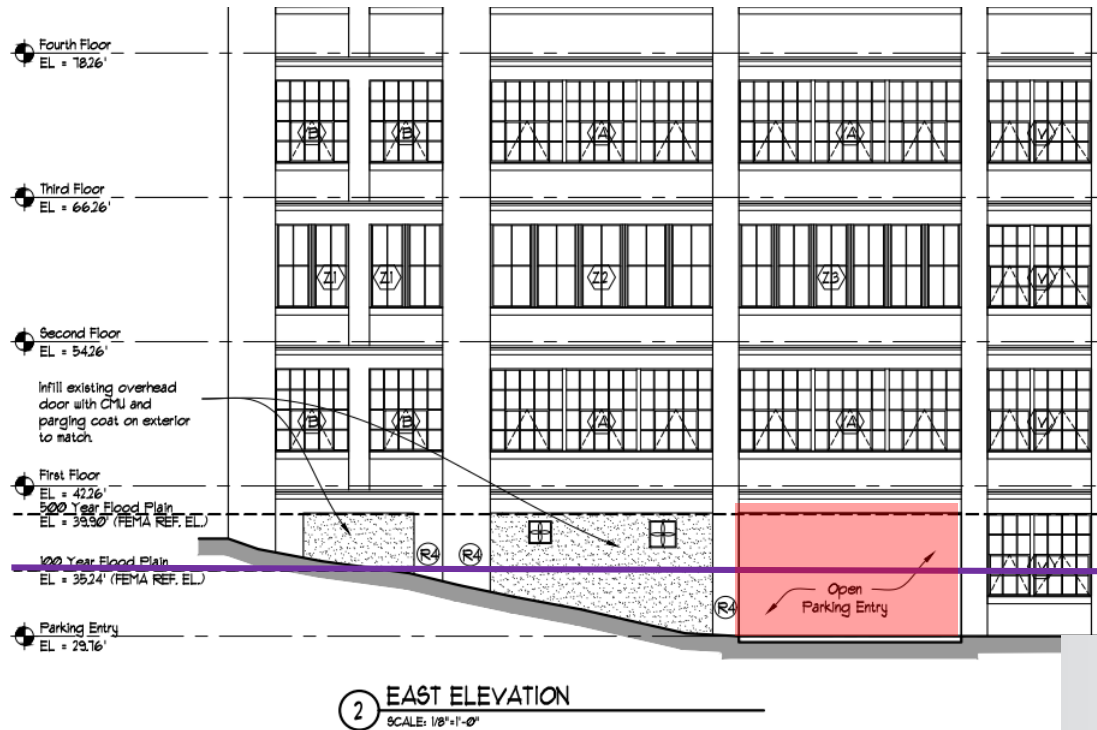 Fourth Floor
EL = 78.26'
B
B
A
A
V
Third Floor
EL = 66.26'
Z1
Z1
Z2
Z3
V
Second Floor
EL = 54.26'
infill existing overhead
door with CMU and
parging coat on exterior
to match.
B
B
A
A
V
First Floor
EL = 42.26'
500 Year Flood Plain
EL = 39.90' (FEMA REF. EL.)
R4
R4
100 Year Flood Plain
EL = 35.24' (FEMA REF. EL.)
V
Open
Parking Entry
R4
Parking Entry
EL = 29.76'
2
EAST ELEVATION
SCALE: 1/8"=1'-0"